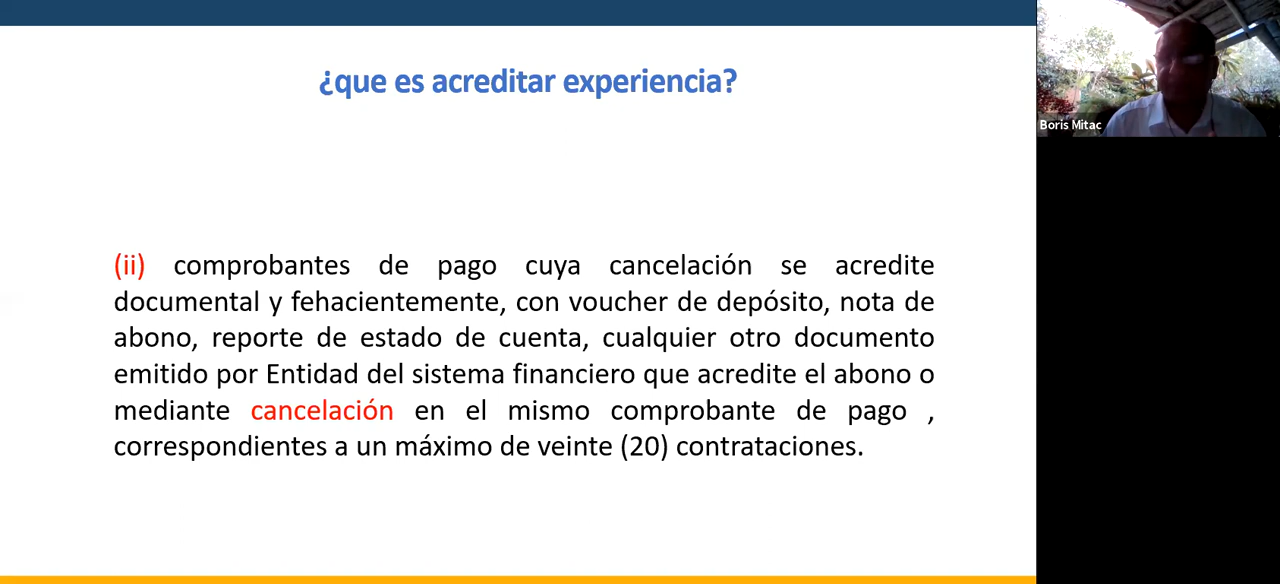 ¿que es acreditar experiencia?
(ii) comprobantes de pago cuya cancelación se acredite
documental y fehacientemente, con voucher de depósito, nota de
abono, reporte de estado de cuenta, cualquier otro documento
emitido por Entidad del sistema financiero que acredite el abono o
mediante cancelación en el mismo comprobante de pago ,
correspondientes a un máximo de veinte (20) contrataciones.
Boris Mitac